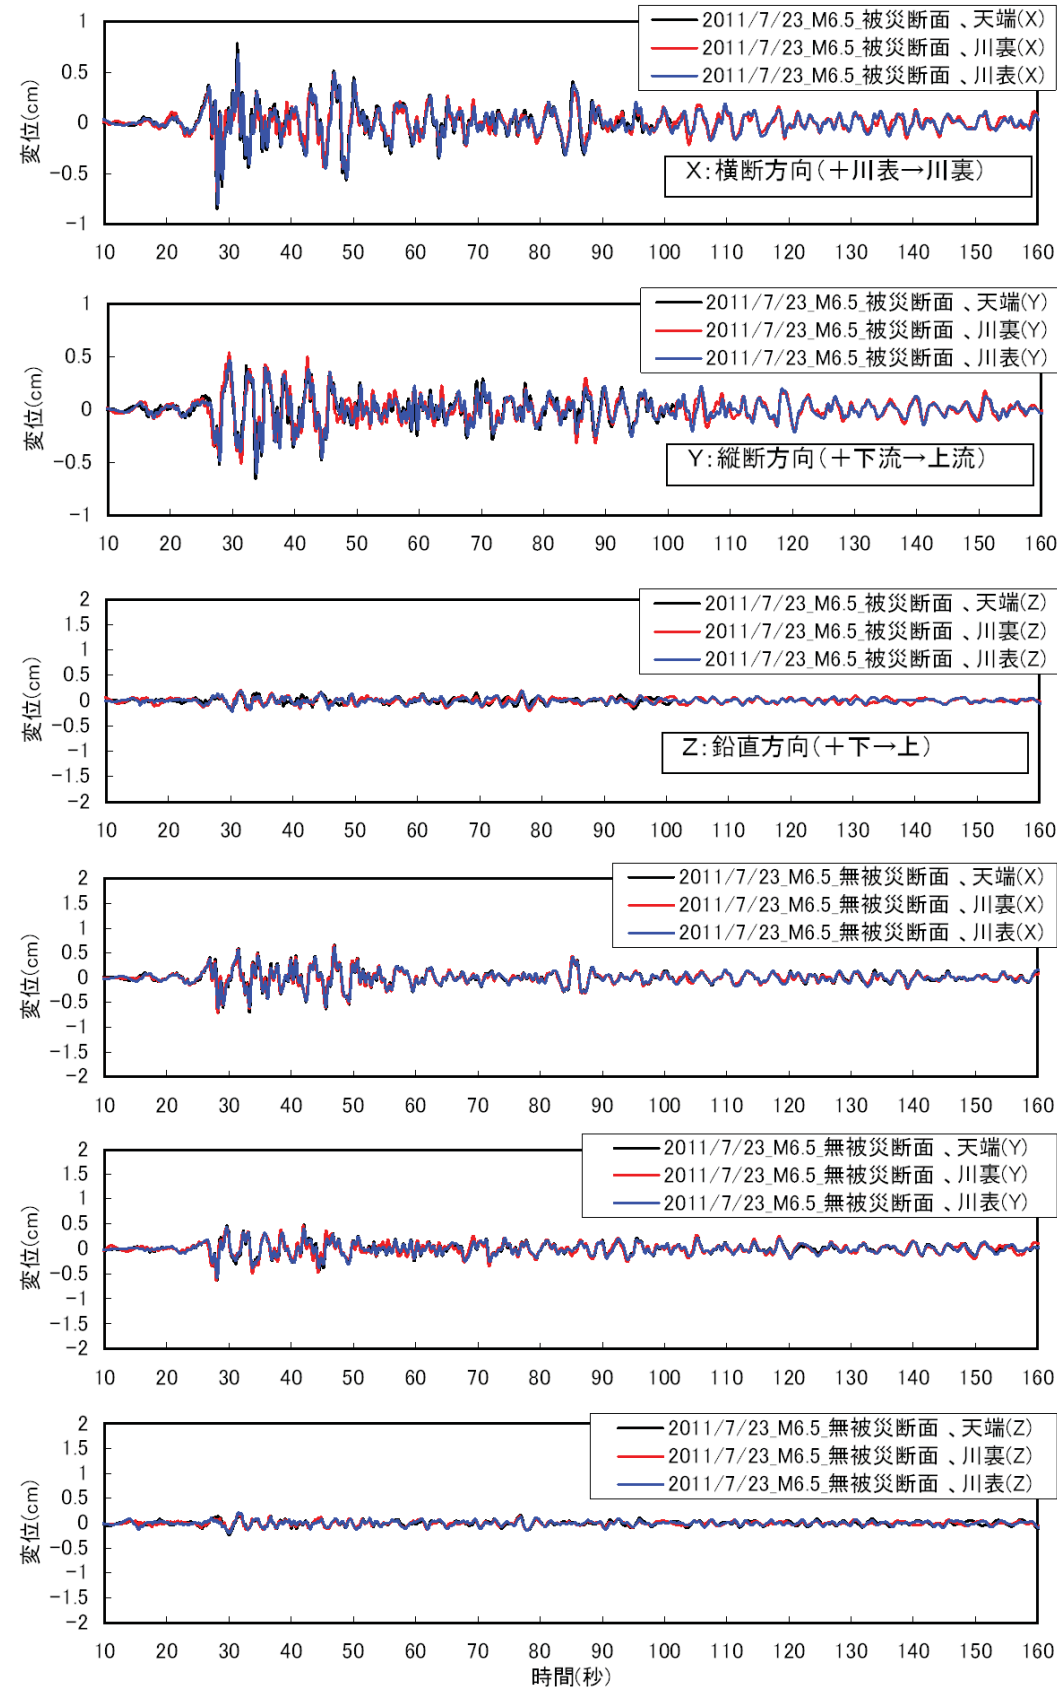 2011/7/23_M6.5_被災断面 、天端(X)
2011/7/23_M6.5_被災断面 、川裏(X)
2011/7/23_M6.5_被災断面 、川表(X)
1
0.5
0
-0.5
-1
変位(cm)
X:横断方向(+川表→川裏)
10 20 30 40 50 60 70 80 90 100 110 120 130 140 150 160
2011/7/23_M6.5_被災断面 、天端(Y)
2011/7/23_M6.5_被災断面 、川裏(Y)
2011/7/23_M6.5_被災断面 、川表(Y)
1
0.5
0
-0.5
-1
変位(cm)
Y:縦断方向(+下流→上流)
10 20 30 40 50 60 70 80 90 100 110 120 130 140 150 160
2011/7/23_M6.5_被災断面 、天端(Z)
2011/7/23_M6.5_被災断面 、川裏(Z)
2011/7/23_M6.5_被災断面 、川表(Z)
2
1.5
1
0.5
0
-0.5
-1
-1.5
-2
変位(cm)
Z:鉛直方向(+下→上)
10 20 30 40 50 60 70 80 90 100 110 120 130 140 150 160
2011/7/23_M6.5_無被災断面 、天端(X)
2011/7/23_M6.5_無被災断面 、川裏(X)
2011/7/23_M6.5_無被災断面 、川表(X)
2
1.5
1
0.5
0
-0.5
-1
-1.5
-2
変位(cm)
10 20 30 40 50 60 70 80 90 100 110 120 130 140 150 160
2011/7/23_M6.5_無被災断面 、天端(Y)
2011/7/23_M6.5_無被災断面 、川裏(Y)
2011/7/23_M6.5_無被災断面 、川表(Y)
2
1.5
1
0.5
0
-0.5
-1
-1.5
-2
変位(cm)
10 20 30 40 50 60 70 80 90 100 110 120 130 140 150 160
2011/7/23_M6.5_無被災断面 、天端(Z)
2011/7/23_M6.5_無被災断面 、川裏(Z)
2011/7/23_M6.5_無被災断面 、川表(Z)
2
1.5
1
0.5
0
-0.5
-1
-1.5
-2
変位(cm)
10 20 30 40 50 60 70 80 90 100 110 120 130 140 150 160
時間(秒)